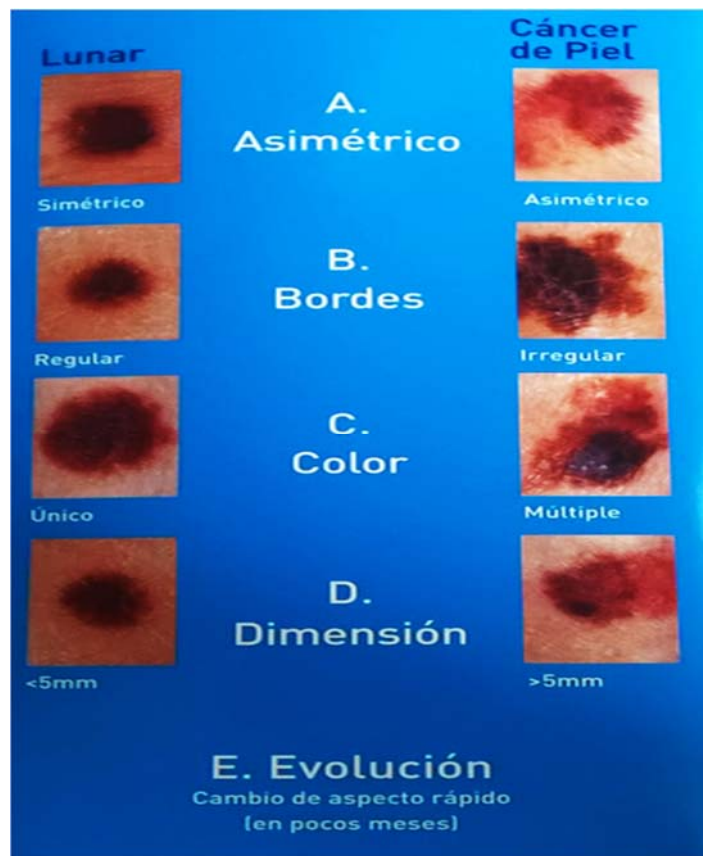 Lunar
Cáncer
de Piel
A.
Asimétrico
Simétrico
Asimétrico
B.
Bordes
Regular
Irregular
C.
Color
Único
Múltiple
D.
Dimensión
<5mm
>5mm
E. Evolución
Cambio de aspecto rápido
(en pocos meses)